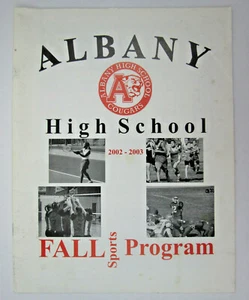 ALBANY
ALBANY HIGH SCHOOL
A
COUGARS
High School
2002 - 2003
FALL Sports Program